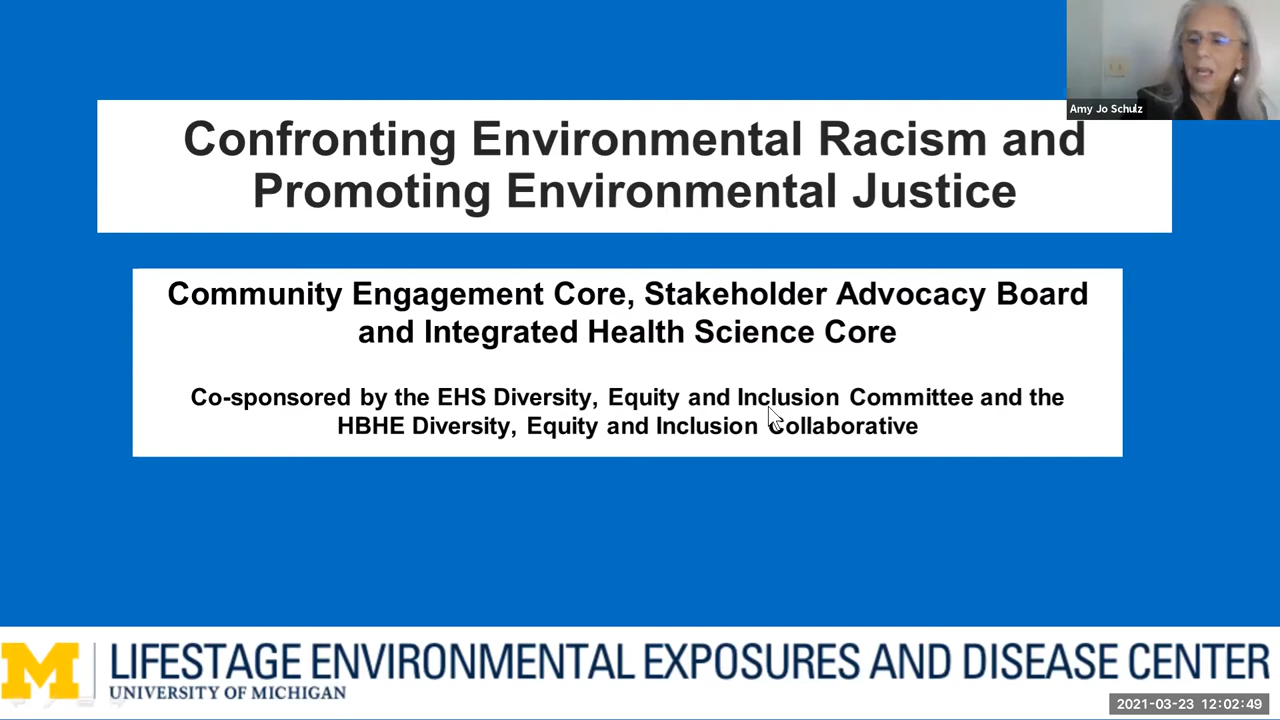 Amy Jo Schulz
Confronting Environmental Racism and
Promoting Environmental Justice
Community Engagement Core, Stakeholder Advocacy Board
and Integrated Health Science Core
Co-sponsored by the EHS Diversity, Equity and Inclusion Committee and the
HBHE Diversity, Equity and Inclusion Collaborative
M
LIFESTAGE ENVIRONMENTAL EXPOSURES AND DISEASE CENTER
UNIVERSITY OF MICHIGAN
2021-03-23 12:02:49